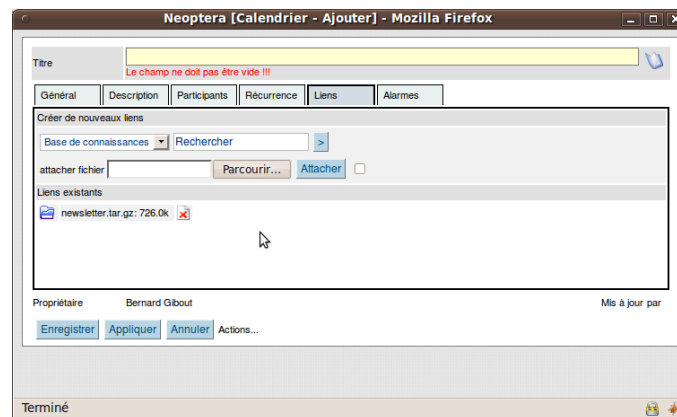 Neoptera [Calendrier - Ajouter] - Mozilla Firefox
Titre
Le champ ne doit pas être vide !!!
Général Description Participants Récurrence Liens Alarmes
Créer de nouveaux liens
Base de connaissances Rechercher >
attacher fichier Parcourir... Attacher
Liens existants
newsletter.tar.gz: 726.0k
Propriétaire Bernard Gibout Mis à jour par
Enregistrer Appliquer Annuler Actions...
Terminé